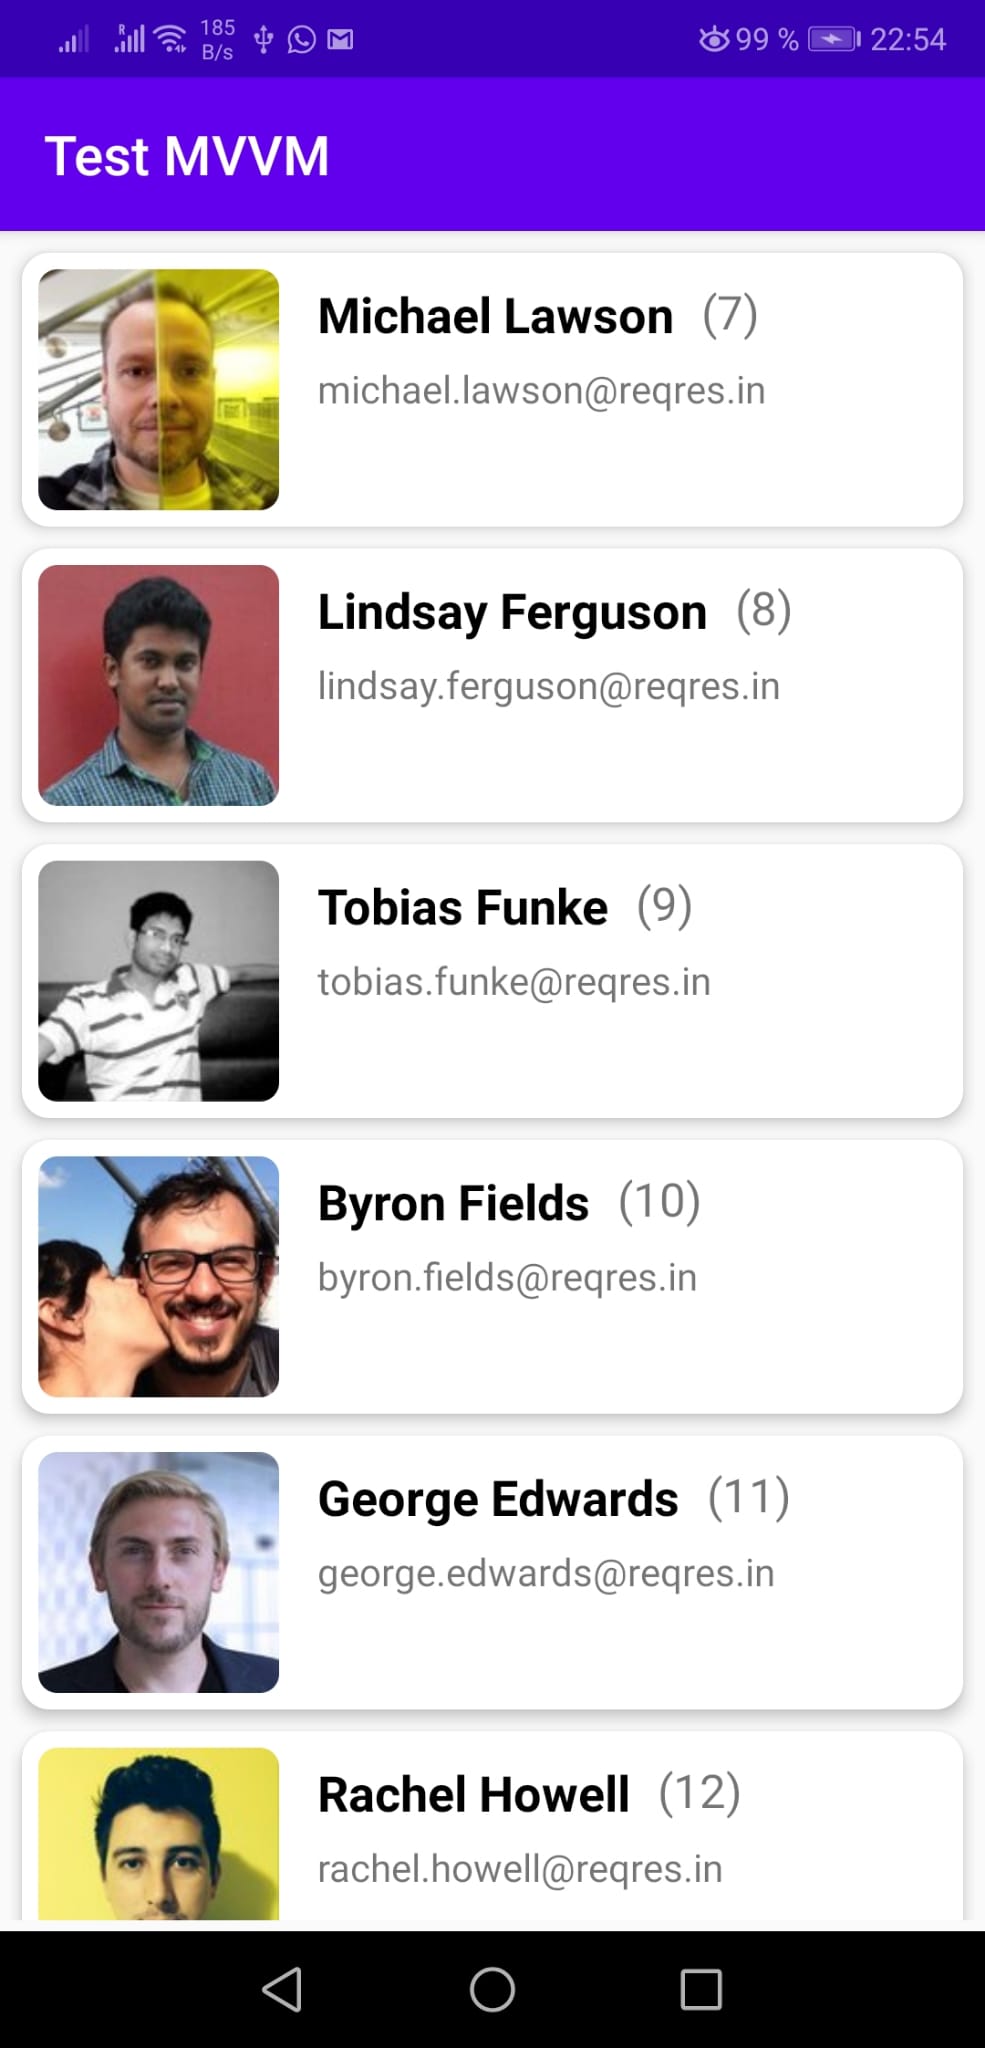 R 185 B/s 99 % 22:54
Test MVVM
Michael Lawson (7)
michael.lawson@reqres.in
Lindsay Ferguson (8)
lindsay.ferguson@reqres.in
Tobias Funke (9)
tobias.funke@reqres.in
Byron Fields (10)
byron.fields@reqres.in
George Edwards (11)
george.edwards@reqres.in
Rachel Howell (12)
rachel.howell@reqres.in